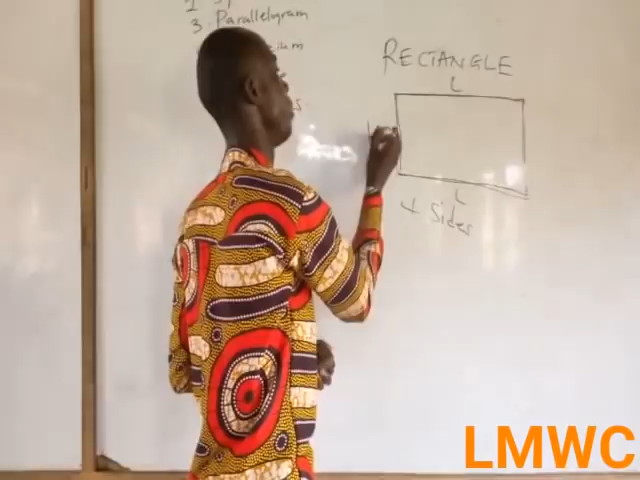 3. Parallelogram
RECTANGLE
L
L
4 Sides
LMWC